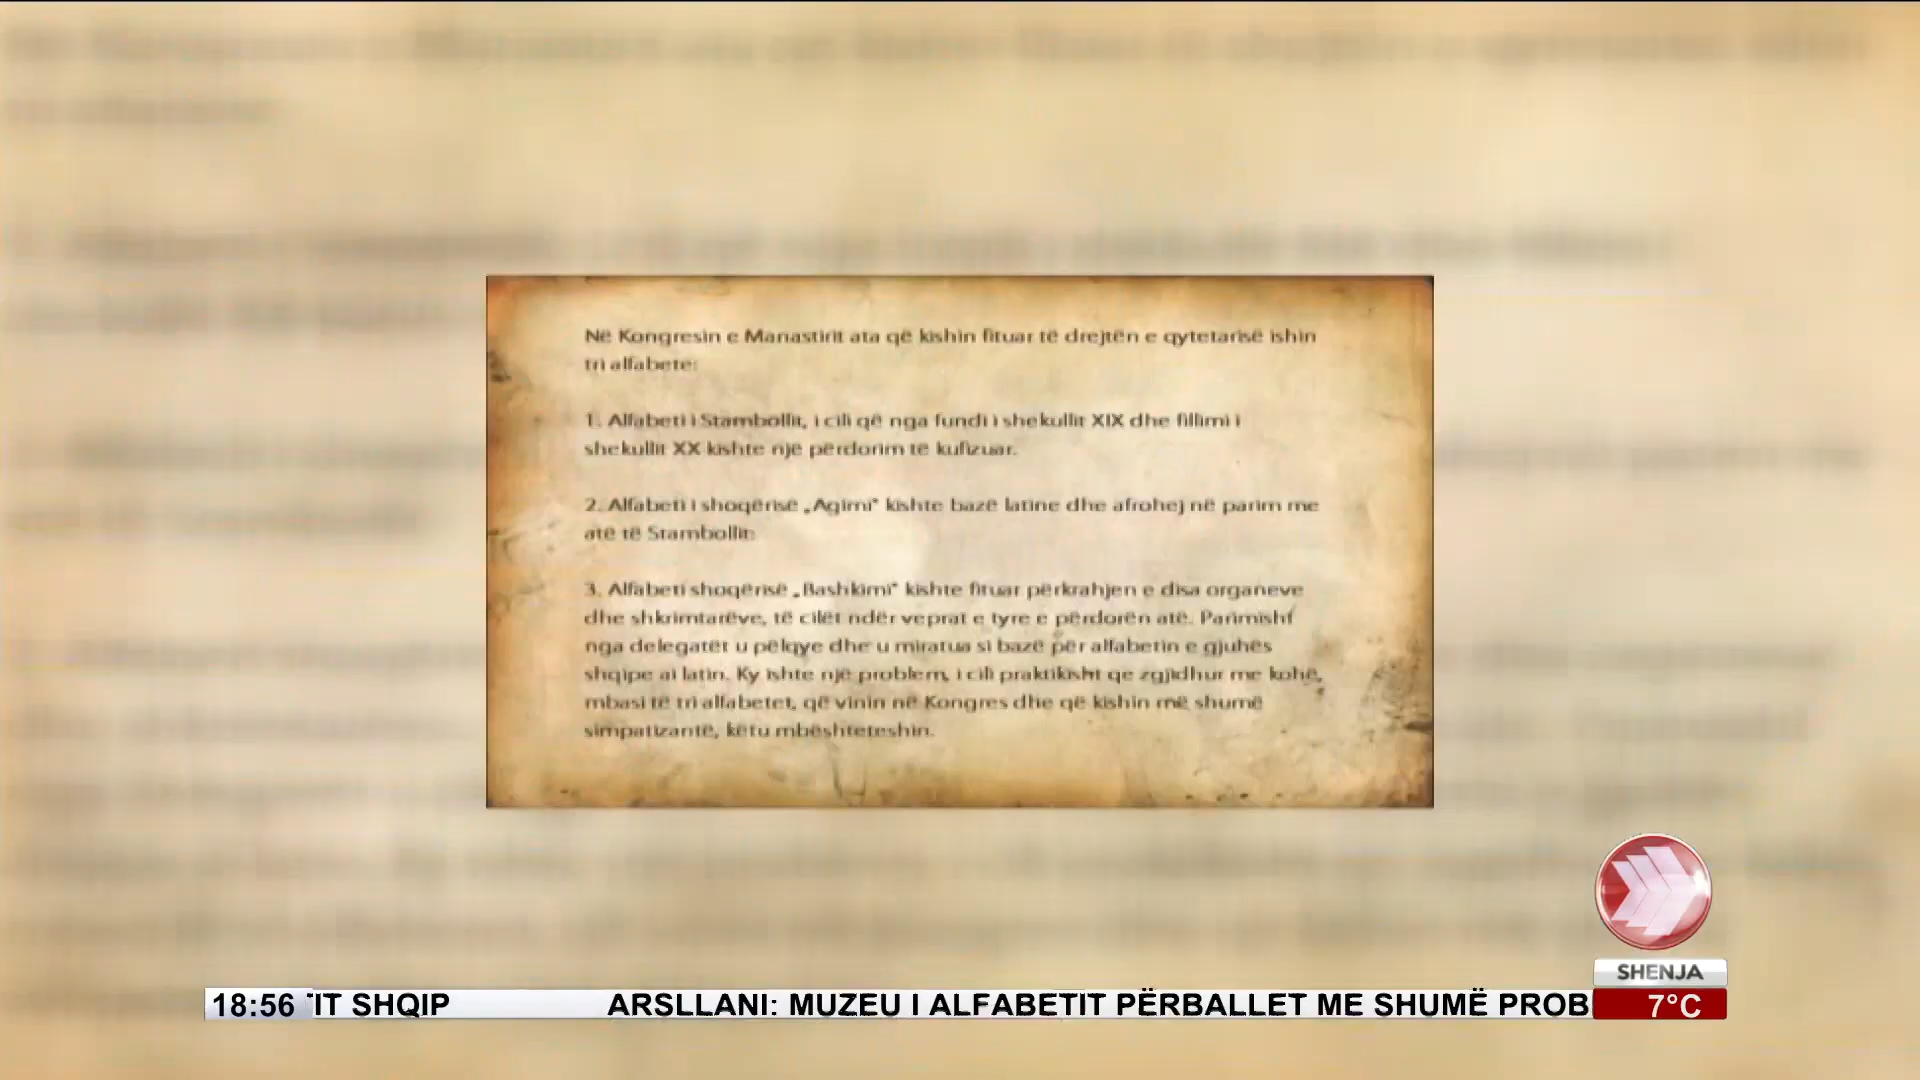 Në Kongresin e Manastirit ata që kishin fituar të drejtën e qytetarisë ishin
tri alfabete:
1. Alfabeti i Stambollit, i cili që nga fundi i shekullit XIX dhe fillimi i
shekullit XX kishte një përdorim të kufizuar.
2. Alfabeti i shoqërisë „Agimi“ kishte bazë latine dhe afrohej në parim me
atë të Stambollit:
3. Alfabeti shoqërisë „Bashkimi“ kishte fituar përkrahjen e disa organeve
dhe shkrimtarëve, të cilët ndër veprat e tyre e përdorën atë. Parimisht
nga delegatët u pëlqye dhe u miratua si bazë për alfabetin e gjuhës
shqipe ai latin. Ky ishte një problem, i cili praktikisht qe zgjidhur me kohë,
mbasi të tri alfabetet, që vinin në Kongres dhe që kishin më shumë
simpatizantë, këtu mbështeteshin.
SHENJA
18:56 TIT SHQIP ARSLLANI: MUZEU I ALFABETIT PËRBALLET ME SHUMË PROB 7°C